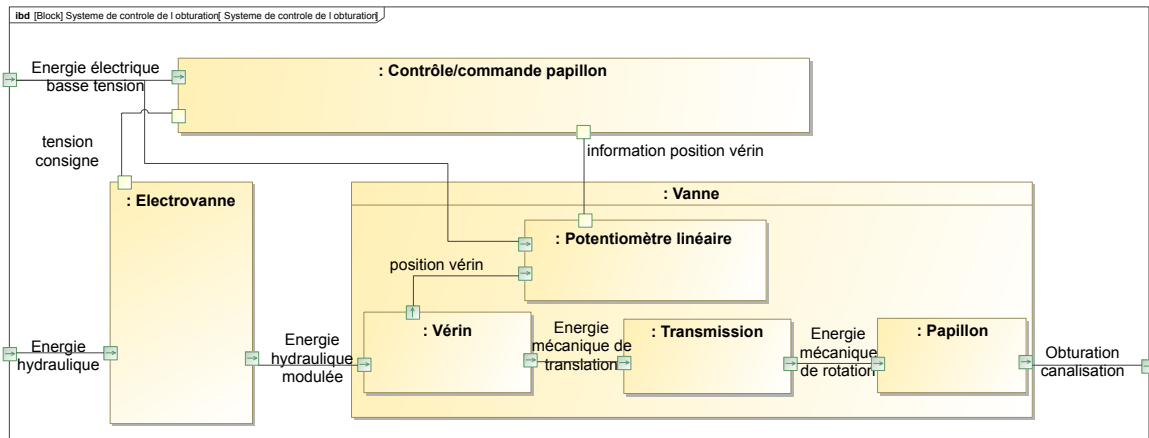 ibd [Block] Systeme de controle de l obturation[ Systeme de controle de l obturation]
Energie électrique
basse tension
: Contrôle/commande papillon
tension
consigne
information position vérin
: Electrovanne
: Vanne
: Potentiomètre linéaire
position vérin
Energie
hydraulique
Energie
hydraulique
modulée
: Vérin
Energie
mécanique de
translation
: Transmission
Energie
mécanique
de rotation
: Papillon
Obturation
canalisation